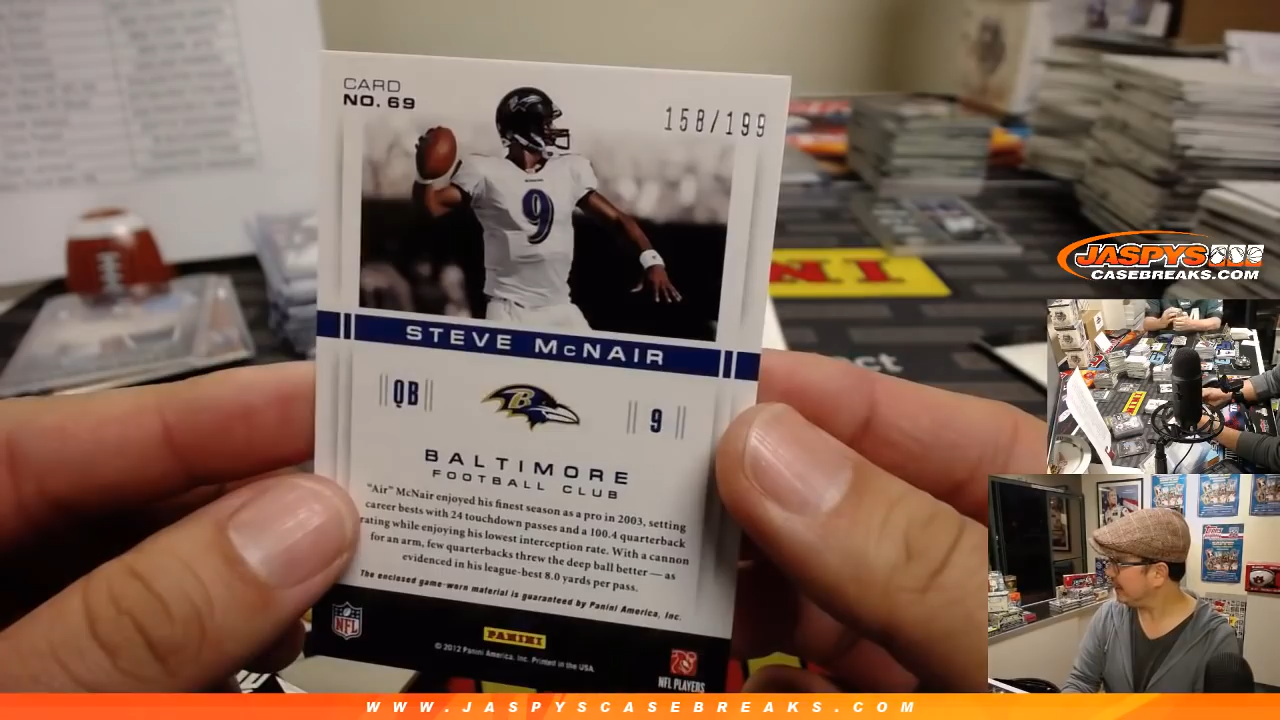 CARD
NO. 69
158/199
9
STEVE McNAIR
QB
B
9
BALTIMORE
FOOTBALL CLUB
"Air" McNair enjoyed his finest season as a pro in 2003, setting
career bests with 24 touchdown passes and a 100.4 quarterback
rating while enjoying his lowest interception rate. With a cannon
for an arm, few quarterbacks threw the deep ball better — as
evidenced in his league-best 8.0 yards per pass.
The enclosed game-worn material is guaranteed by Panini America, Inc.
NFL
PANINI
© 2012 Panini America, Inc. Printed in the USA.
NFL PLAYERS
JASPYS
CASEBREAKS.COM
WWW.JASPYSCASEBREAKS.COM